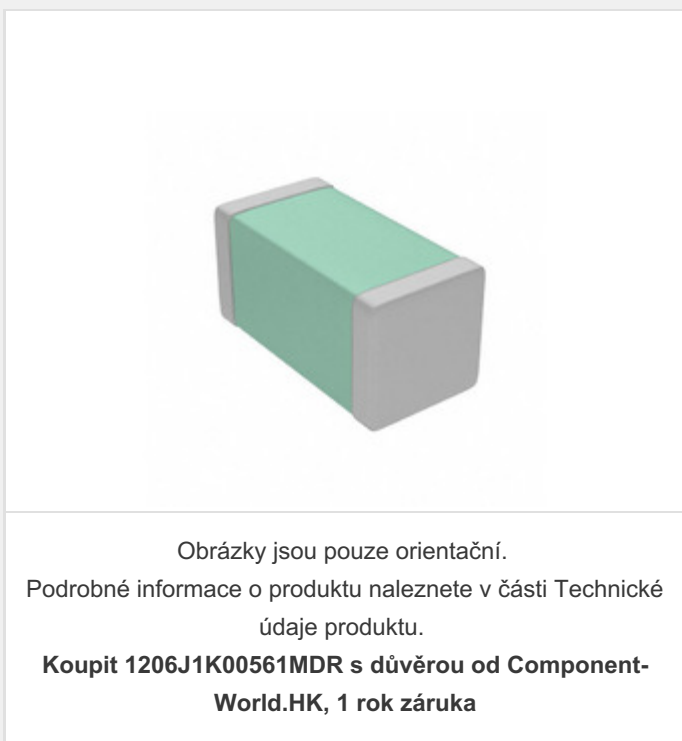 Obrázky jsou pouze orientační.
Podrobné informace o produktu naleznete v části Technické
údaje produktu.
Koupit 1206J1K00561MDR s důvěrou od Component-
World.HK, 1 rok záruka